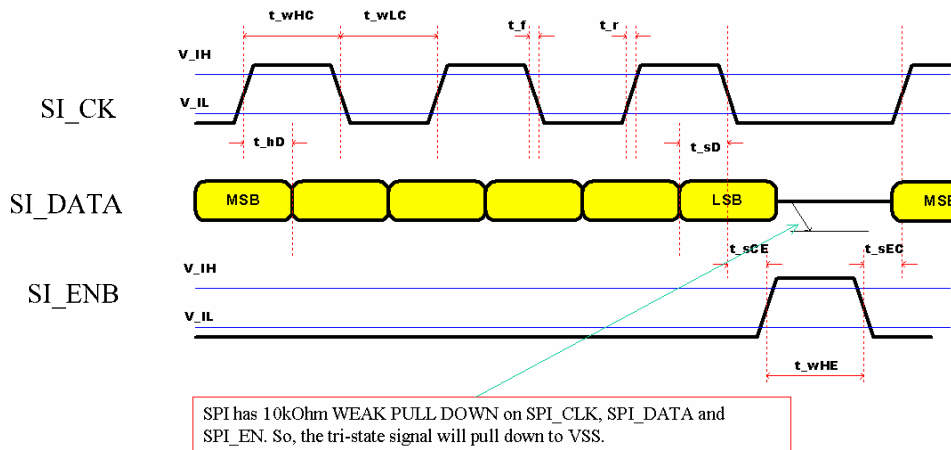 t_wHC
t_wLC
t_f
t_r
V_IH
SI_CK
V_IL
t_hD
t_sD
SI_DATA
MSB
LSB
MSB
t_sCE
t_sEC
V_IH
SI_ENB
V_IL
t_wHE
SPI has 10kOhm WEAK PULL DOWN on SPI_CLK, SPI_DATA and
SPI_EN. So, the tri-state signal will pull down to VSS.